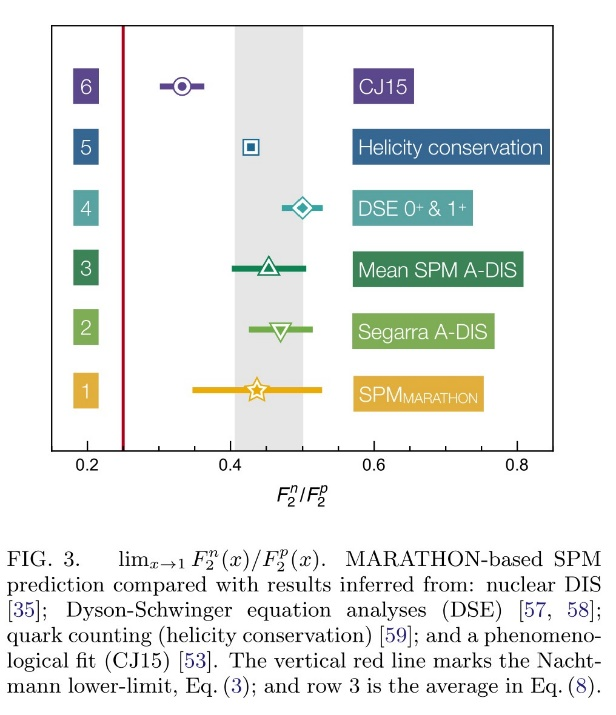 6 CJ15
5 Helicity conservation
4 DSE 0⁺ & 1⁺
3 Mean SPM A-DIS
2 Segarra A-DIS
1 SPM_MARATHON
0.2 0.4 0.6 0.8
F₂ⁿ/F₂ᵖ
FIG. 3. lim_{x→1} F₂ⁿ(x)/F₂ᵖ(x). MARATHON-based SPM
prediction compared with results inferred from: nuclear DIS
[35]; Dyson-Schwinger equation analyses (DSE) [57, 58];
quark counting (helicity conservation) [59]; and a phenomeno-
logical fit (CJ15) [53]. The vertical red line marks the Nacht-
mann lower-limit, Eq. (3); and row 3 is the average in Eq. (8).